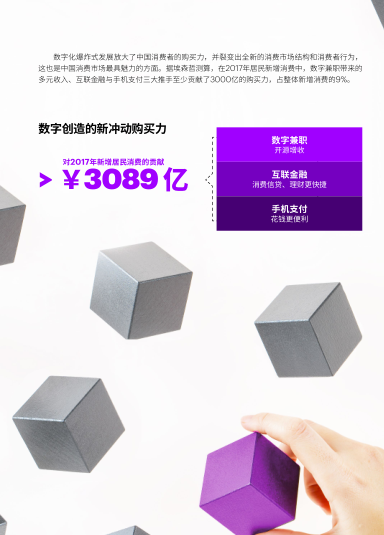 数字化爆炸式发展放大了中国消费者的购买力，并裂变出全新的消费市场结构和消费者行为，
这也是中国消费市场最具魅力的方面。据埃森哲测算，在2017年居民新增消费中，数字兼职带来的
多元收入、互联金融与手机支付三大推手至少贡献了3000亿的购买力，占整体新增消费的9%。
数字创造的新冲动购买力
对2017年新增居民消费的贡献
> ¥3089 亿
数字兼职
开源增收
互联金融
消费信贷、理财更快捷
手机支付
花钱更便利